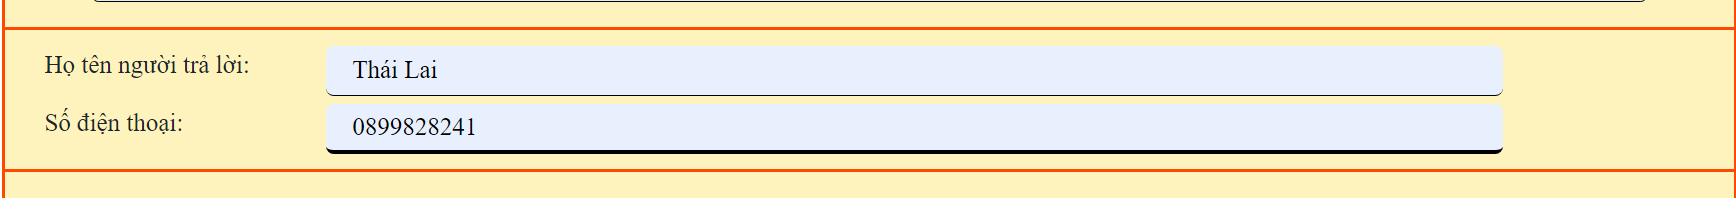 Họ tên người trả lời:
Thái Lai
Số điện thoại:
0899828241